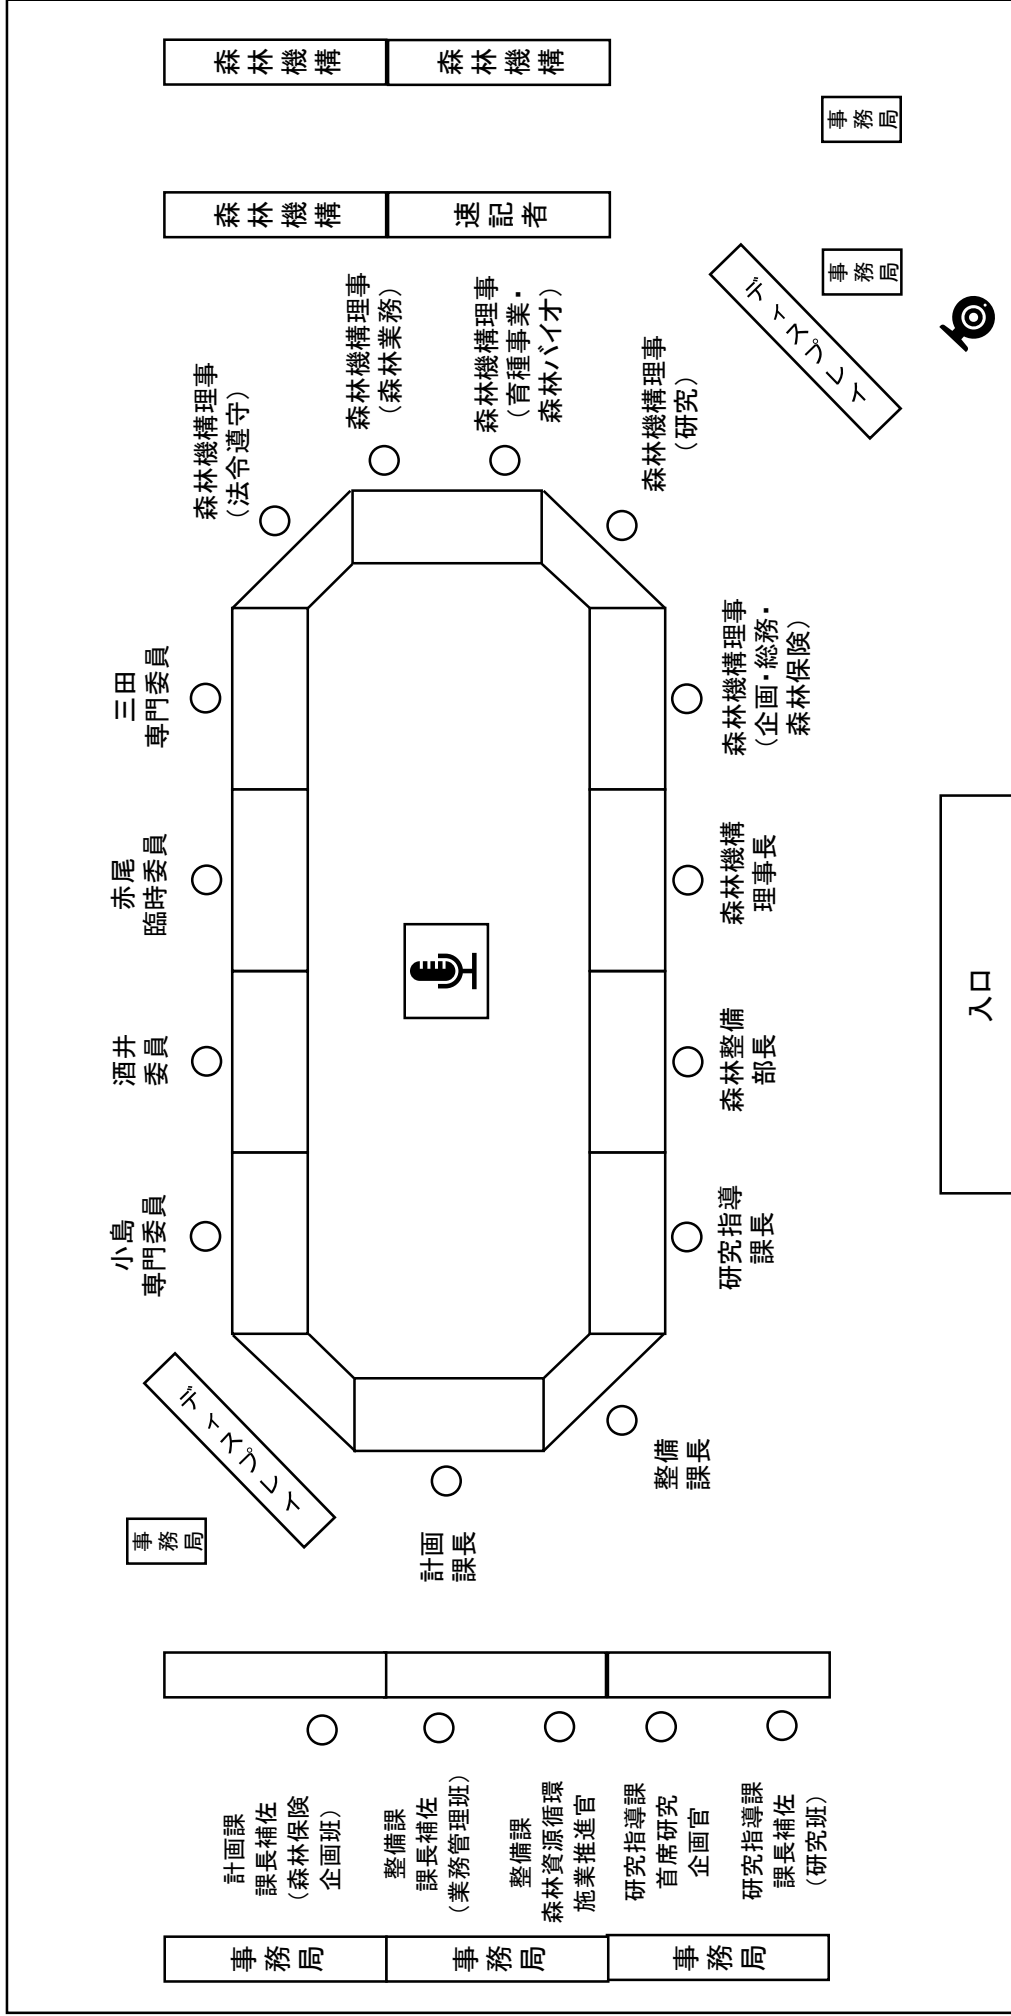 森林機構
森林機構
森林機構
速記者
事務局
事務局
ディスプレイ
森林機構理事
（法令遵守）
森林機構理事
（森林業務）
森林機構理事
（育種事業・
森林バイオ）
森林機構理事
（研究）
三田
専門委員
赤尾
臨時委員
酒井
委員
小島
専門委員
森林機構理事
（企画・総務・
森林保険）
森林機構
理事長
森林整備
部長
研究指導
課長
入口
ディスプレイ
事務局
計画
課長
整備
課長
計画課
課長補佐
（森林保険
企画班）
整備課
課長補佐
（業務管理班）
整備課
森林資源循環
施業推進官
研究指導課
首席研究
企画官
研究指導課
課長補佐
（研究班）
事務局
事務局
事務局